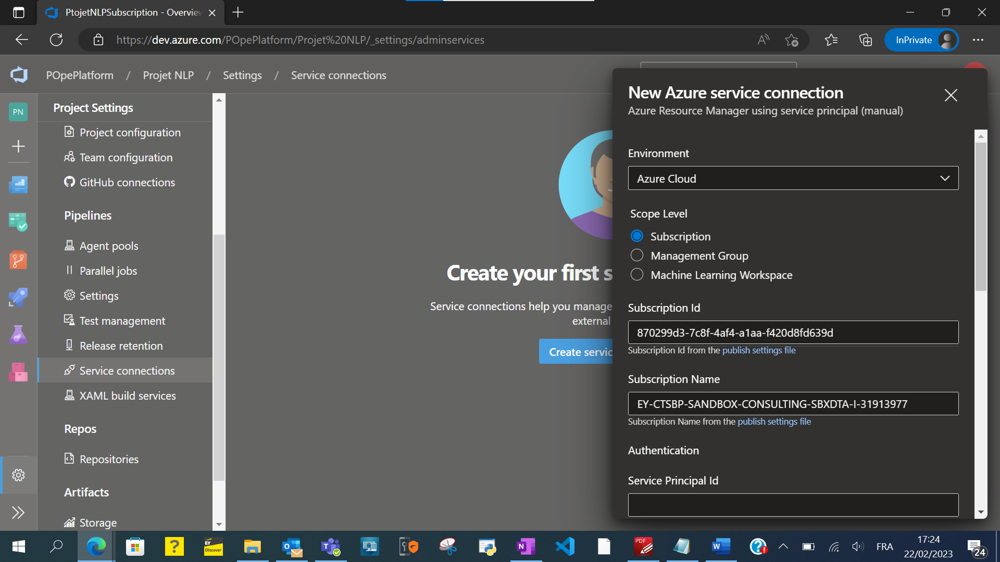 PtojetNLPSubscription - Overview
https://dev.azure.com/POpePlatform/Projet%20NLP/_settings/adminservices
InPrivate
POpePlatform / Projet NLP / Settings / Service connections
PN
Project Settings
Project configuration
Team configuration
GitHub connections
Pipelines
Agent pools
Parallel jobs
Settings
Test management
Release retention
Service connections
XAML build services
Repos
Repositories
Artifacts
Storage
Create your first s
Service connections help you manage
external
Create servic
New Azure service connection
Azure Resource Manager using service principal (manual)
Environment
Azure Cloud
Scope Level
Subscription
Management Group
Machine Learning Workspace
Subscription Id
870299d3-7c8f-4af4-a1aa-f420d8fd639d
Subscription Id from the publish settings file
Subscription Name
EY-CTSBP-SANDBOX-CONSULTING-SBXDTA-I-31913977
Subscription Name from the publish settings file
Authentication
Service Principal Id
EY
Discover
PDF
FRA
17:24
22/02/2023
24